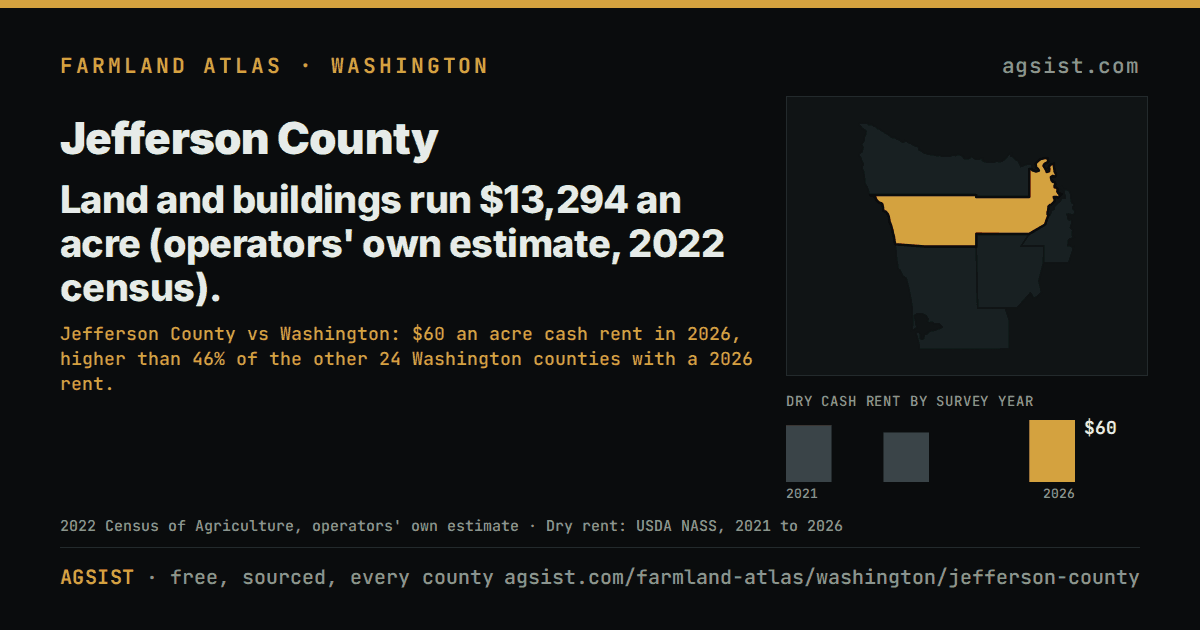 FARMLAND ATLAS · WASHINGTON
agsist.com
Jefferson County
Land and buildings run $13,294 an
acre (operators' own estimate, 2022
census).
Jefferson County vs Washington: $60 an acre cash rent in 2026,
higher than 46% of the other 24 Washington counties with a 2026
rent.
DRY CASH RENT BY SURVEY YEAR
$60
2021
2026
2022 Census of Agriculture, operators' own estimate · Dry rent: USDA NASS, 2021 to 2026
AGSIST · free, sourced, every county agsist.com/farmland-atlas/washington/jefferson-county